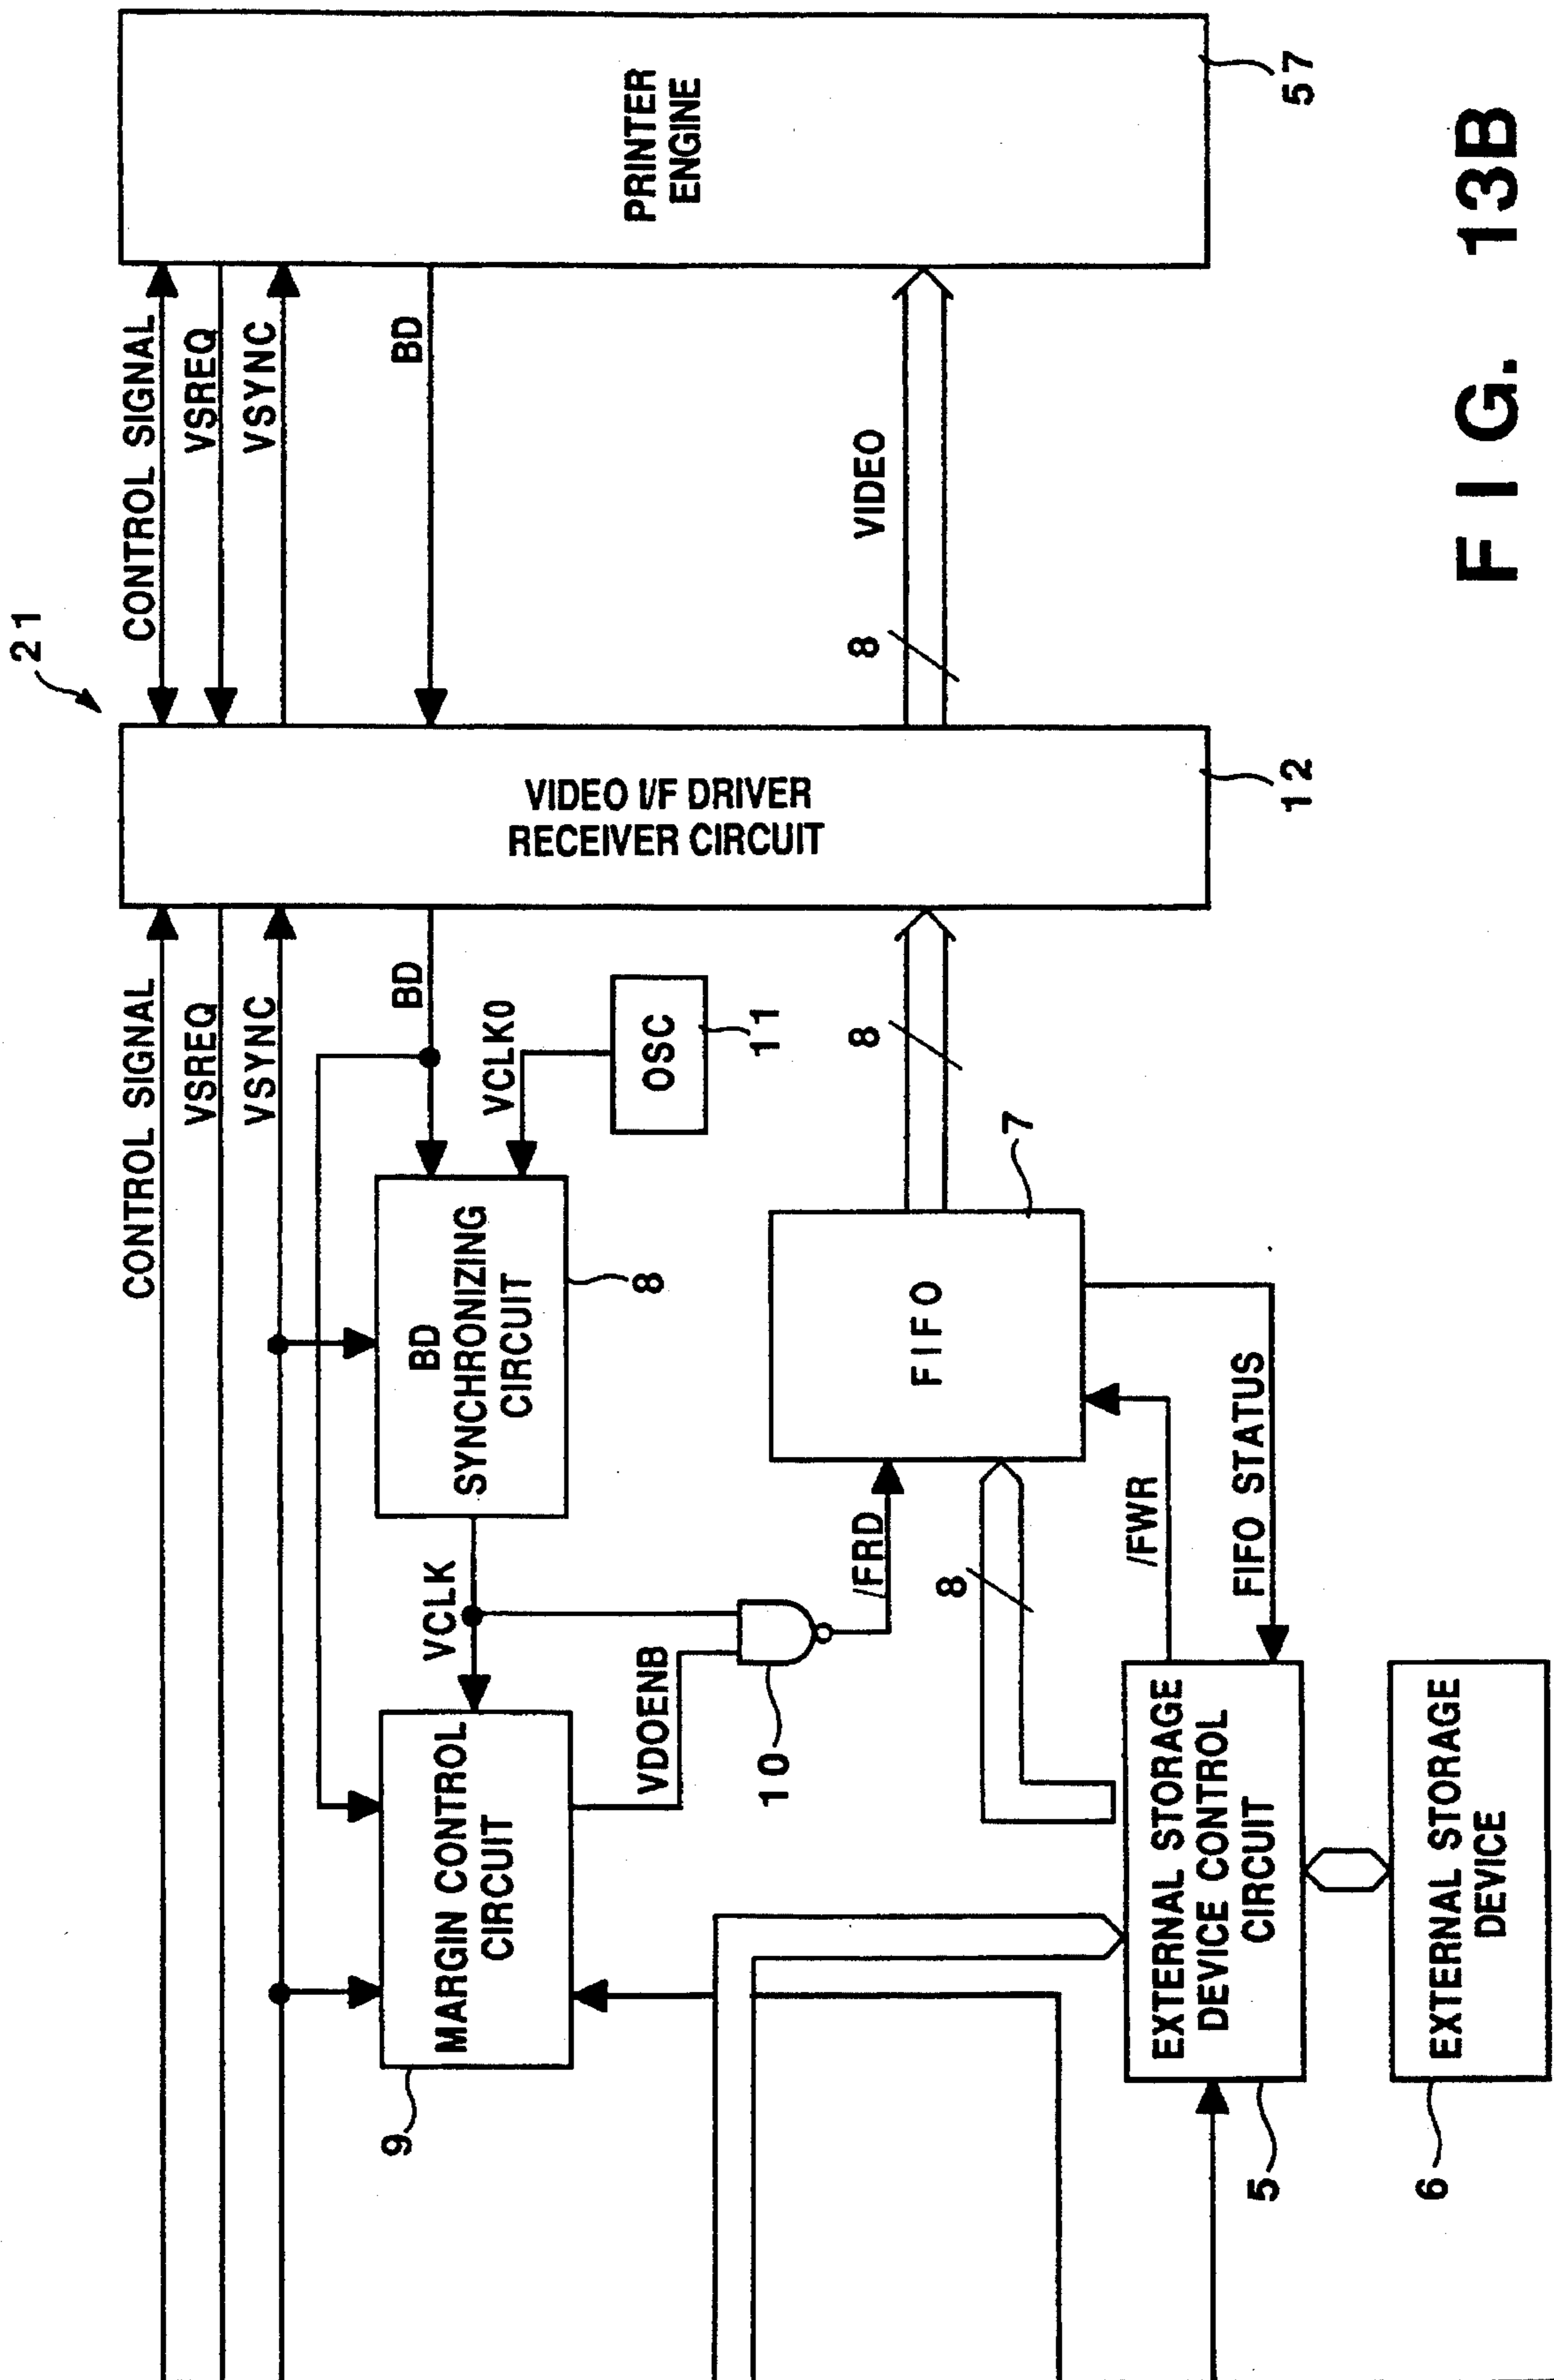 21
CONTROL SIGNAL
VSREQ
VSYNC
CONTROL SIGNAL
VSREQ
VSYNC
BD
BD
VCLK0
OSC
11
VIDEO I/F DRIVER
RECEIVER CIRCUIT
12
PRINTER
ENGINE
57
MARGIN CONTROL
CIRCUIT
9
VCLK
BD
SYNCHRONIZING
CIRCUIT
8
VDOENB
10
/FRD
FIFO
7
8
8
VIDEO
8
/FWR
FIFO STATUS
EXTERNAL STORAGE
DEVICE CONTROL
CIRCUIT
5
EXTERNAL STORAGE
DEVICE
6
FIG. 13B